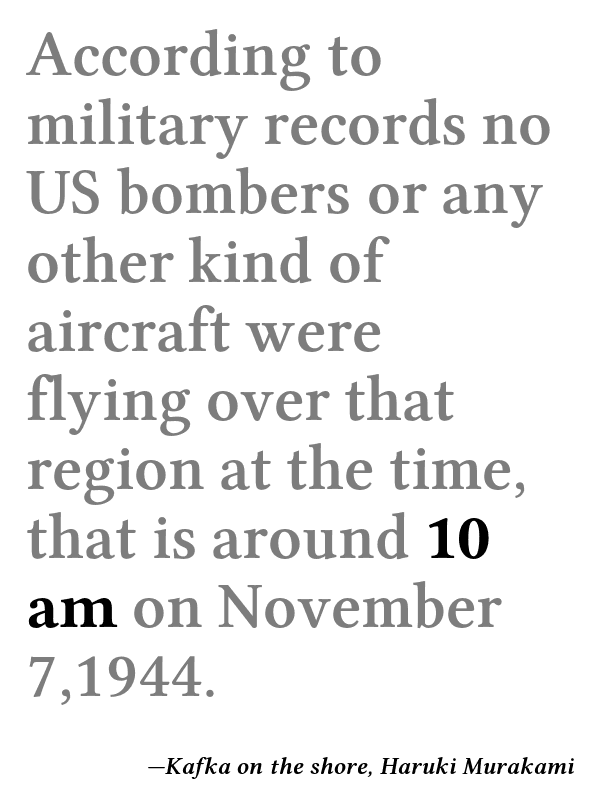 According to
military records no
US bombers or any
other kind of
aircraft were
flying over that
region at the time,
that is around 10
am on November
7,1944.
—Kafka on the shore, Haruki Murakami